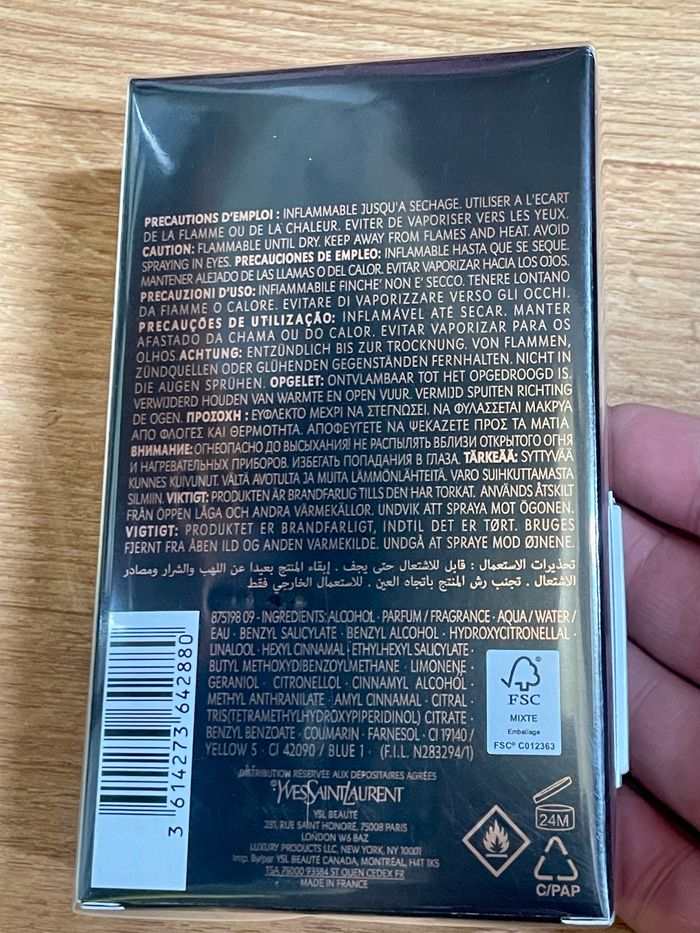 PRECAUTIONS D'EMPLOI : INFLAMMABLE JUSQU'A SECHAGE. UTILISER A L'ECART
DE LA FLAMME OU DE LA CHALEUR. EVITER DE VAPORISER VERS LES YEUX.
CAUTION: FLAMMABLE UNTIL DRY. KEEP AWAY FROM FLAMES AND HEAT. AVOID
SPRAYING IN EYES. PRECAUCIONES DE EMPLEO: INFLAMABLE HASTA QUE SE SEQUE.
MANTENER ALEJADO DE LAS LLAMAS O DEL CALOR. EVITAR VAPORIZAR HACIA LOS OJOS.
PRECAUZIONI D'USO: INFIAMMABILE FINCHE' NON E' SECCO. TENERE LONTANO
DA FIAMME O CALORE. EVITARE DI VAPORIZZARE VERSO GLI OCCHI.
PRECAUÇÕES DE UTILIZAÇÃO: INFLAMÁVEL ATÉ SECAR. MANTER
AFASTADO DA CHAMA OU DO CALOR. EVITAR VAPORIZAR PARA OS
OLHOS. ACHTUNG: ENTZÜNDLICH BIS ZUR TROCKNUNG. VON FLAMMEN,
ZÜNDQUELLEN ODER GLÜHENDEN GEGENSTÄNDEN FERNHALTEN. NICHT IN
DIE AUGEN SPRÜHEN. OPGELET: ONTVLAMBAAR TOT HET OPGEDROOGD IS.
VERWIJDERD HOUDEN VAN WARMTE EN OPEN VUUR. VERMIJD SPUITEN RICHTING
DE OGEN. ΠΡΟΣΟΧΗ : ΕΥΦΛΕΚΤΟ ΜΕΧΡΙ ΝΑ ΣΤΕΓΝΩΣΕΙ. ΝΑ ΦΥΛΑΣΣΕΤΑΙ ΜΑΚΡΥΑ
ΑΠΟ ΦΛΟΓΕΣ ΚΑΙ ΘΕΡΜΟΤΗΤΑ. ΑΠΟΦΕΥΓΕΤΕ ΝΑ ΨΕΚΑΖΕΤΕ ΠΡΟΣ ΤΑ ΜΑΤΙΑ
ВНИМАНИЕ: ОГНЕОПАСНО ДО ВЫСЫХАНИЯ! НЕ РАСПЫЛЯТЬ ВБЛИЗИ ОТКРЫТОГО ОГНЯ
И НАГРЕВАТЕЛЬНЫХ ПРИБОРОВ. ИЗБЕГАТЬ ПОПАДАНИЯ В ГЛАЗА. TÄRKEÄÄ: SYTTYVÄÄ
KUNNES KUIVUNUT. VÄLTÄ AVOTULTA JA MUITA LÄMMÖNLÄHTEITÄ. VARO SUIHKUTTAMASTA
SILMIIN. VIKTIGT: PRODUKTEN ÄR BRANDFARLIG TILLS DEN HAR TORKAT. ANVÄNDS ÅTSKILT
FRÅN ÖPPEN LÅGA OCH ANDRA VÄRMEKÄLLOR. UNDVIK ATT SPRAYA MOT ÖGONEN.
VIGTIGT: PRODUKTET ER BRANDFARLIGT, INDTIL DET ER TØRT. BRUGES
FJERNT FRA ÅBEN ILD OG ANDEN VARMEKILDE. UNDGÅ AT SPRAYE MOD ØJNENE.
تحذيرات الاستعمال : قابل للاشتعال حتى يجف . إبقاء المنتج بعيدا عن اللهب والشرار ومصادر
الاشتعال . تجنب رش المنتج باتجاه العين . للاستعمال الخارجي فقط
875198 09 · INGREDIENTS: ALCOHOL · PARFUM / FRAGRANCE · AQUA / WATER /
EAU · BENZYL SALICYLATE · BENZYL ALCOHOL · HYDROXYCITRONELLAL ·
LINALOOL · HEXYL CINNAMAL · ETHYLHEXYL SALICYLATE ·
BUTYL METHOXYDIBENZOYLMETHANE · LIMONENE ·
GERANIOL · CITRONELLOL · CINNAMYL ALCOHOL ·
METHYL ANTHRANILATE · AMYL CINNAMAL · CITRAL ·
TRIS(TETRAMETHYLHYDROXYPIPERIDINOL) CITRATE ·
BENZYL BENZOATE · COUMARIN · FARNESOL · CI 19140 /
YELLOW 5 · CI 42090 / BLUE 1 · (F.I.L. N283294/1)
3 614273 642880
FSC
MIXTE
Emballage
FSC® C012363
DISTRIBUTION RÉSERVÉE AUX DÉPOSITAIRES AGRÉÉS
YVESSAINTLAURENT
YSL BEAUTÉ
281, RUE SAINT HONORÉ, 75008 PARIS
LONDON W6 8AZ
LUXURY PRODUCTS LLC, NEW YORK, NY 10001
Imp. By/par YSL BEAUTÉ CANADA, MONTRÉAL, H4T 1K5
TSA 75000 93584 ST OUEN CEDEX FR
MADE IN FRANCE
24M
C/PAP